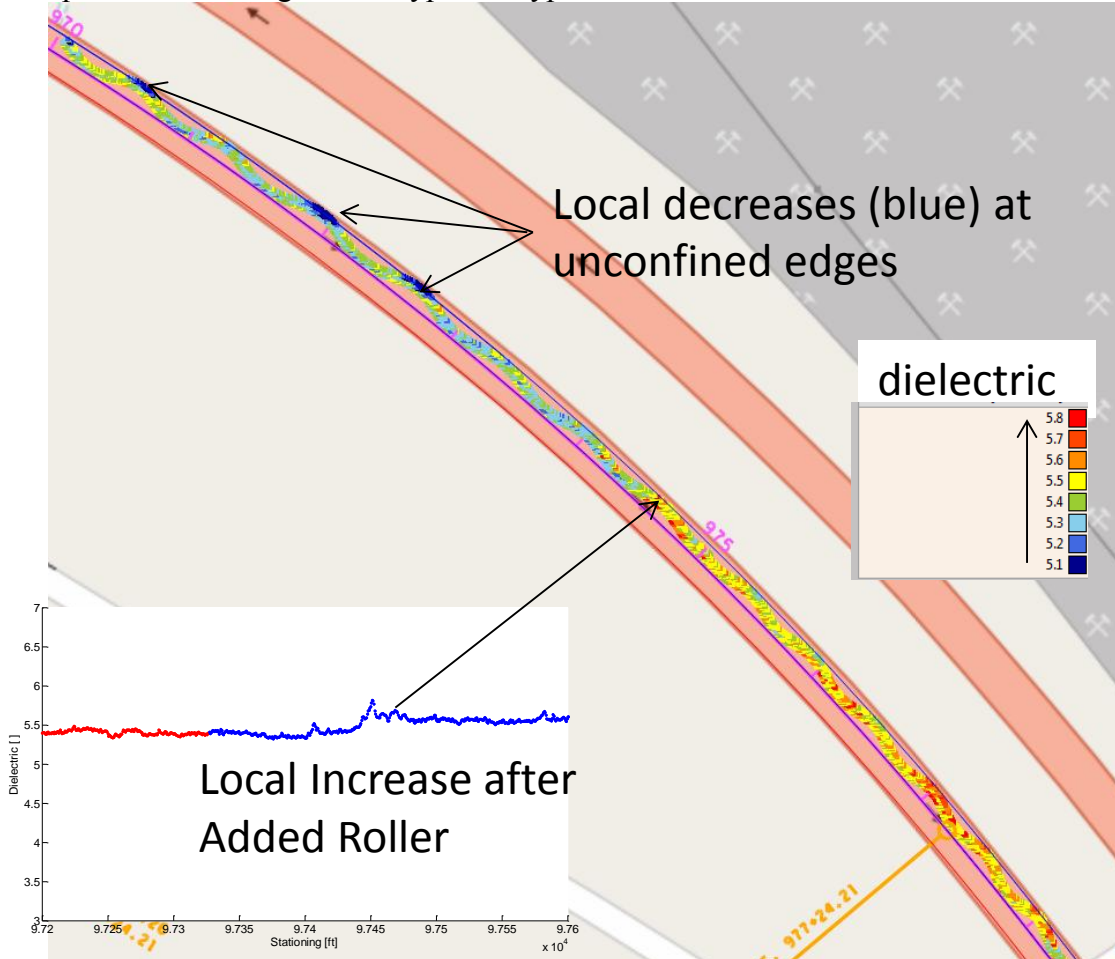 970
Local decreases (blue) at
unconfined edges
dielectric
5.8
5.7
5.6
5.5
5.4
5.3
5.2
5.1
975
7
6.5
6
5.5
5
4.5
4
3.5
3
Dielectric [ ]
Local Increase after
Added Roller
9.72 9.725 9.73 9.735 9.74 9.745 9.75 9.755 9.76
Stationing [ft]
x 10^4
977+24.21